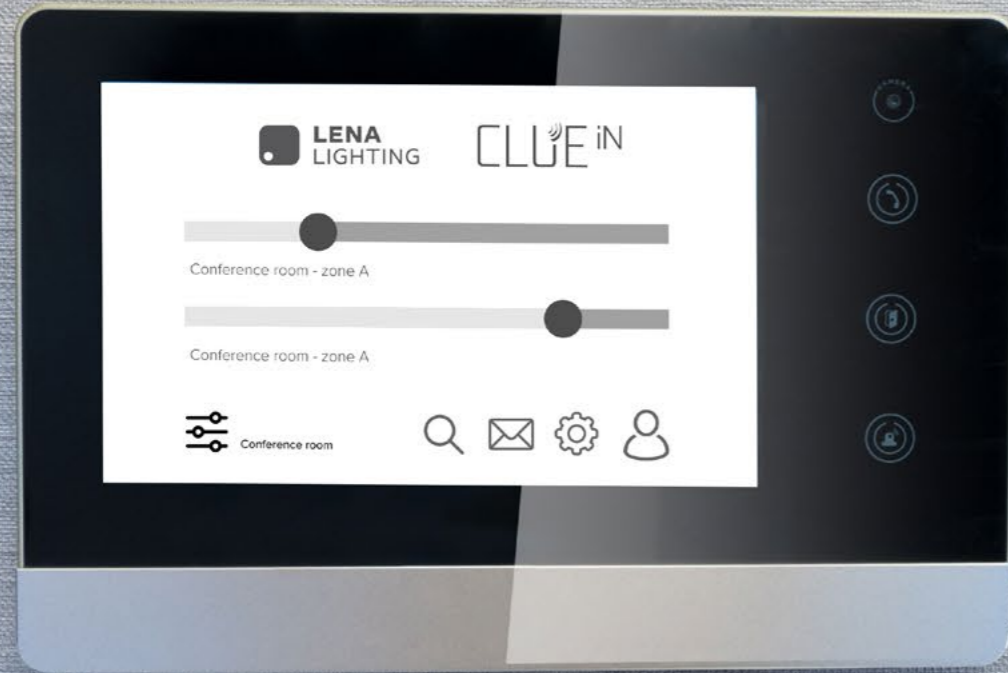 LENA
LIGHTING
CLUE iN
Conference room - zone A
Conference room - zone A
Conference room